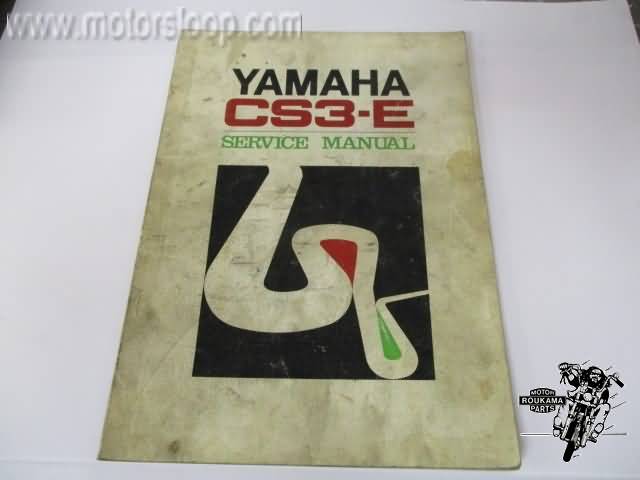 www.motorsloop.com
YAMAHA
CS3-E
SERVICE MANUAL
MOTOR
ROUKAMA
PARTS